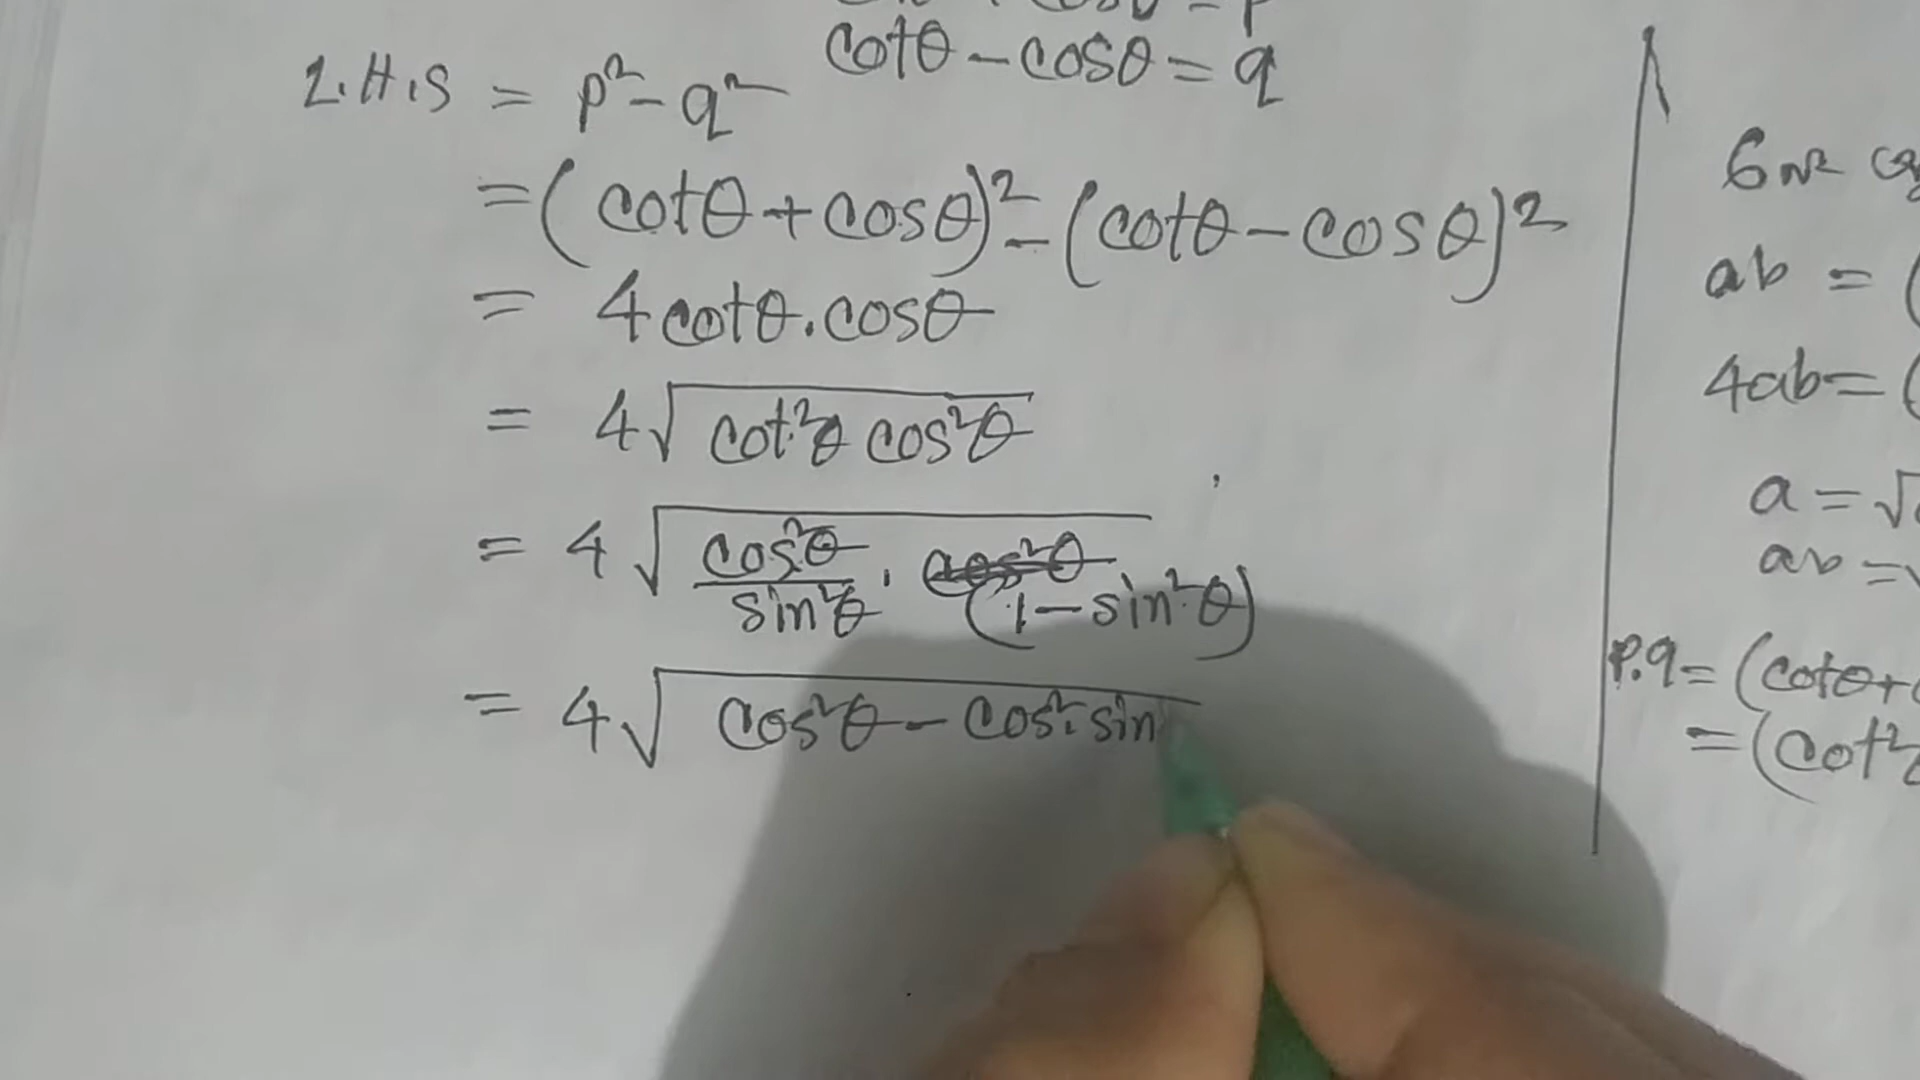 cotθ - cosθ = q
L.H.S = p² - q²
= (cotθ + cosθ)² - (cotθ - cosθ)²
= 4cotθ.cosθ
= 4√cot²θ cos²θ
= 4√cos²θ/sin²θ . (1 - sin²θ)
= 4√cos²θ - cos². sin
ab = (
4ab = (
a = √
ab = √
p.q = (cotθ+
= (cot²